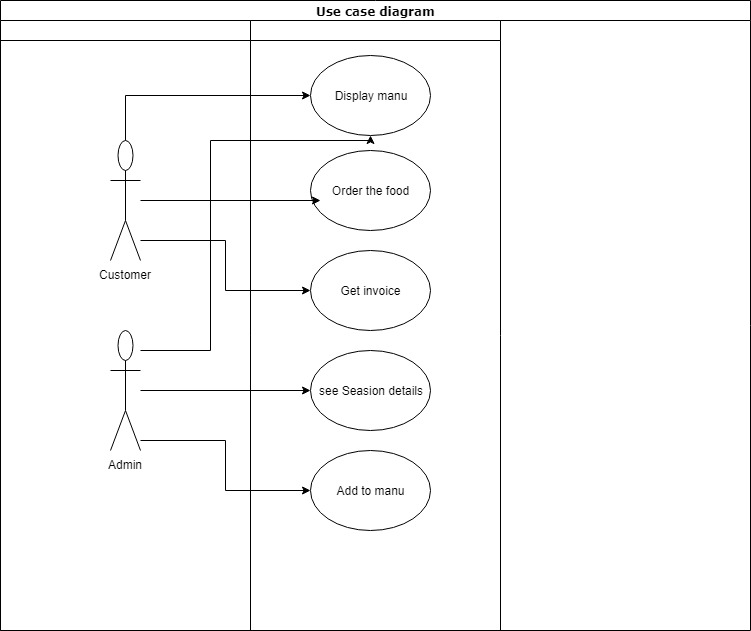 Use case diagram
Display manu
Order the food
Customer
Get invoice
see Seasion details
Admin
Add to manu